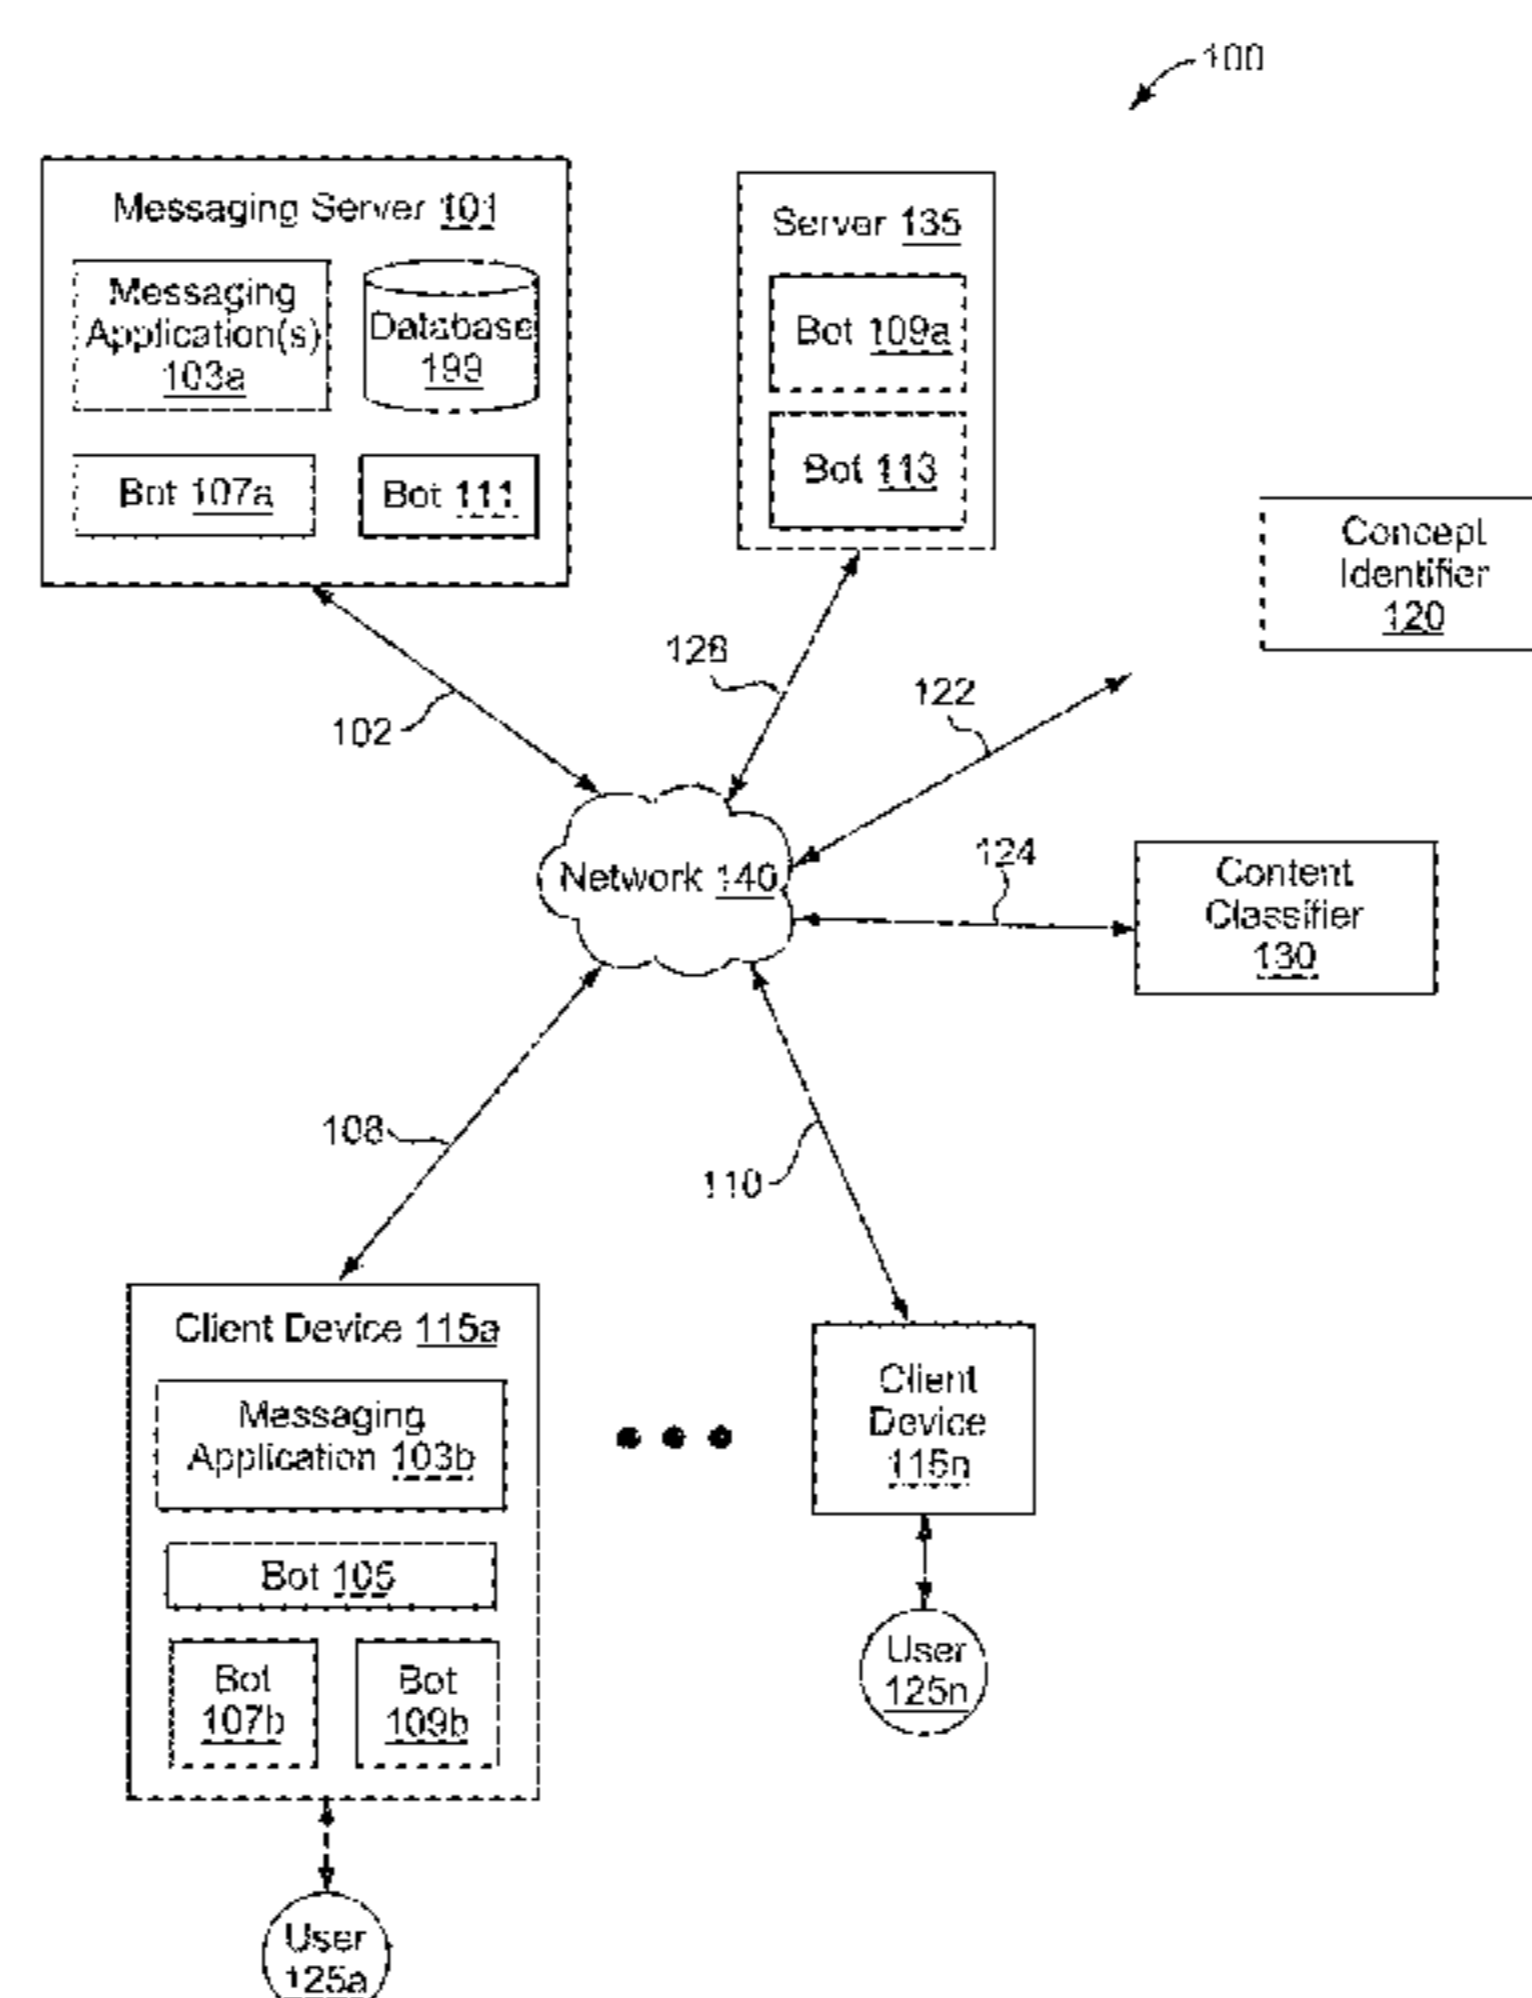 100
Messaging Server 101
Messaging
Application(s)
103a
Database
199
Bot 107a
Bot 111
Server 135
Bot 109a
Bot 113
Concept
Identifier
120
102
128
122
124
Network 140
Content
Classifier
130
108
110
Client Device 115a
Messaging
Application 103b
Bot 105
Bot
107b
Bot
109b
Client
Device
115n
User
125n
User
125a